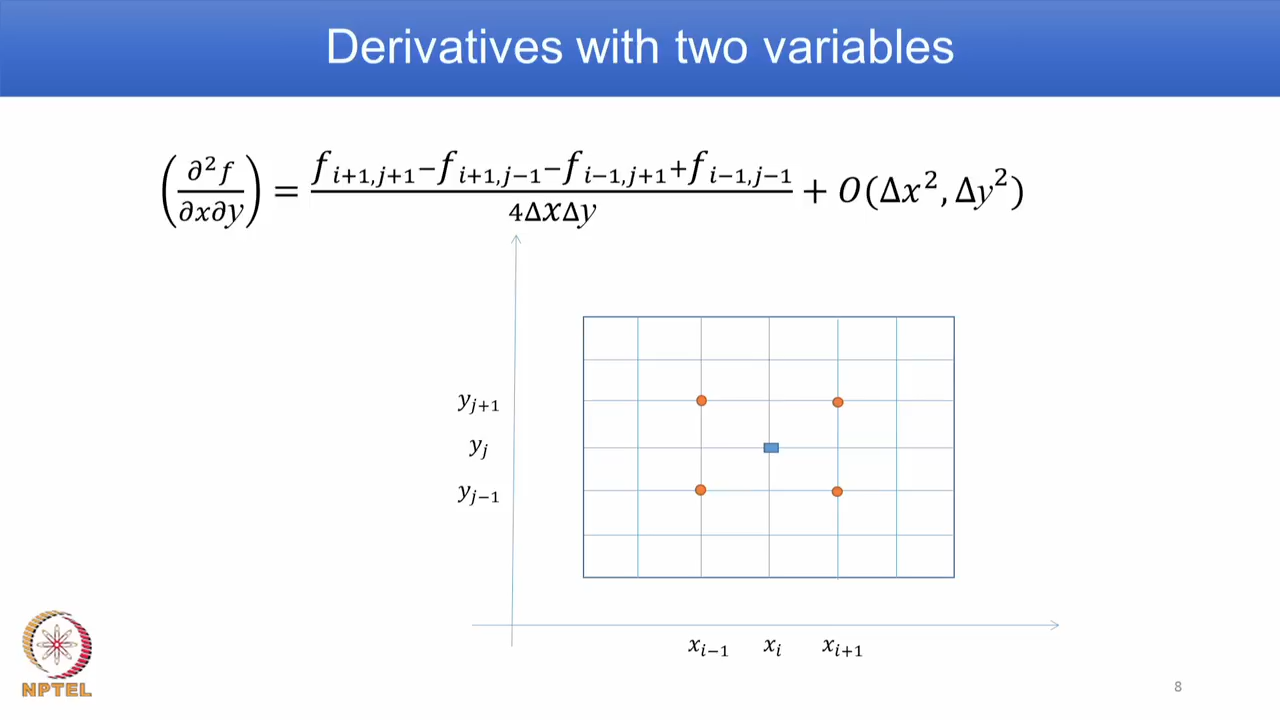 Derivatives with two variables
(∂²f/∂x∂y) = (f_{i+1,j+1}−f_{i+1,j−1}−f_{i−1,j+1}+f_{i−1,j−1})/(4ΔxΔy) + O(Δx², Δy²)
y_{j+1}
y_j
y_{j−1}
x_{i−1} x_i x_{i+1}
NPTEL
8